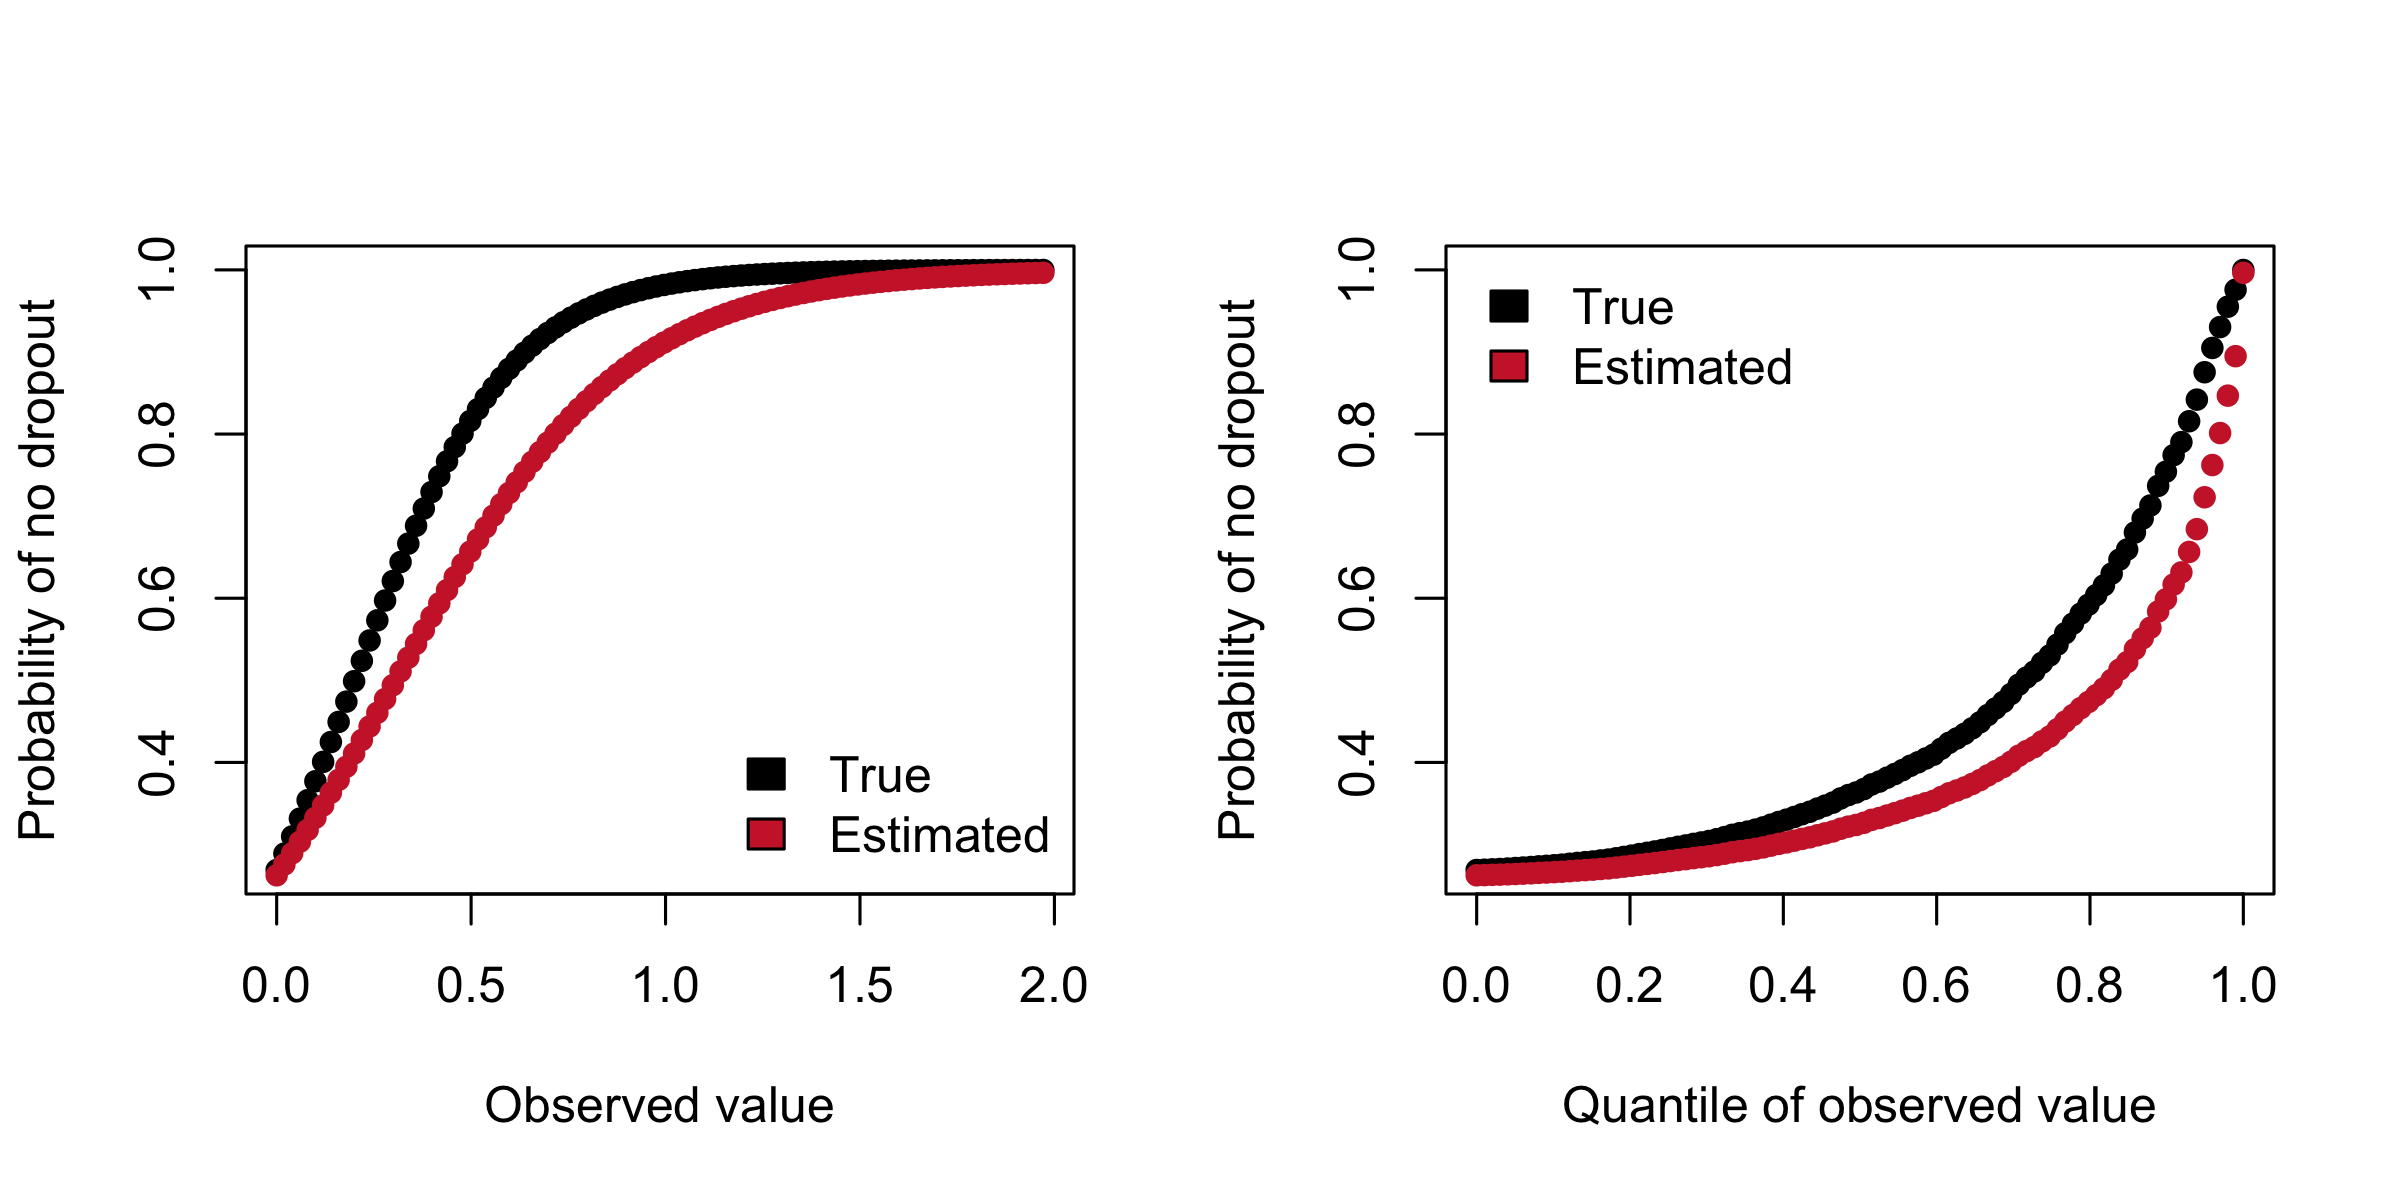 Probability of no dropout
1.0
0.8
0.6
0.4
True
Estimated
0.0 0.5 1.0 1.5 2.0
Observed value
Probability of no dropout
1.0
0.8
0.6
0.4
True
Estimated
0.0 0.2 0.4 0.6 0.8 1.0
Quantile of observed value